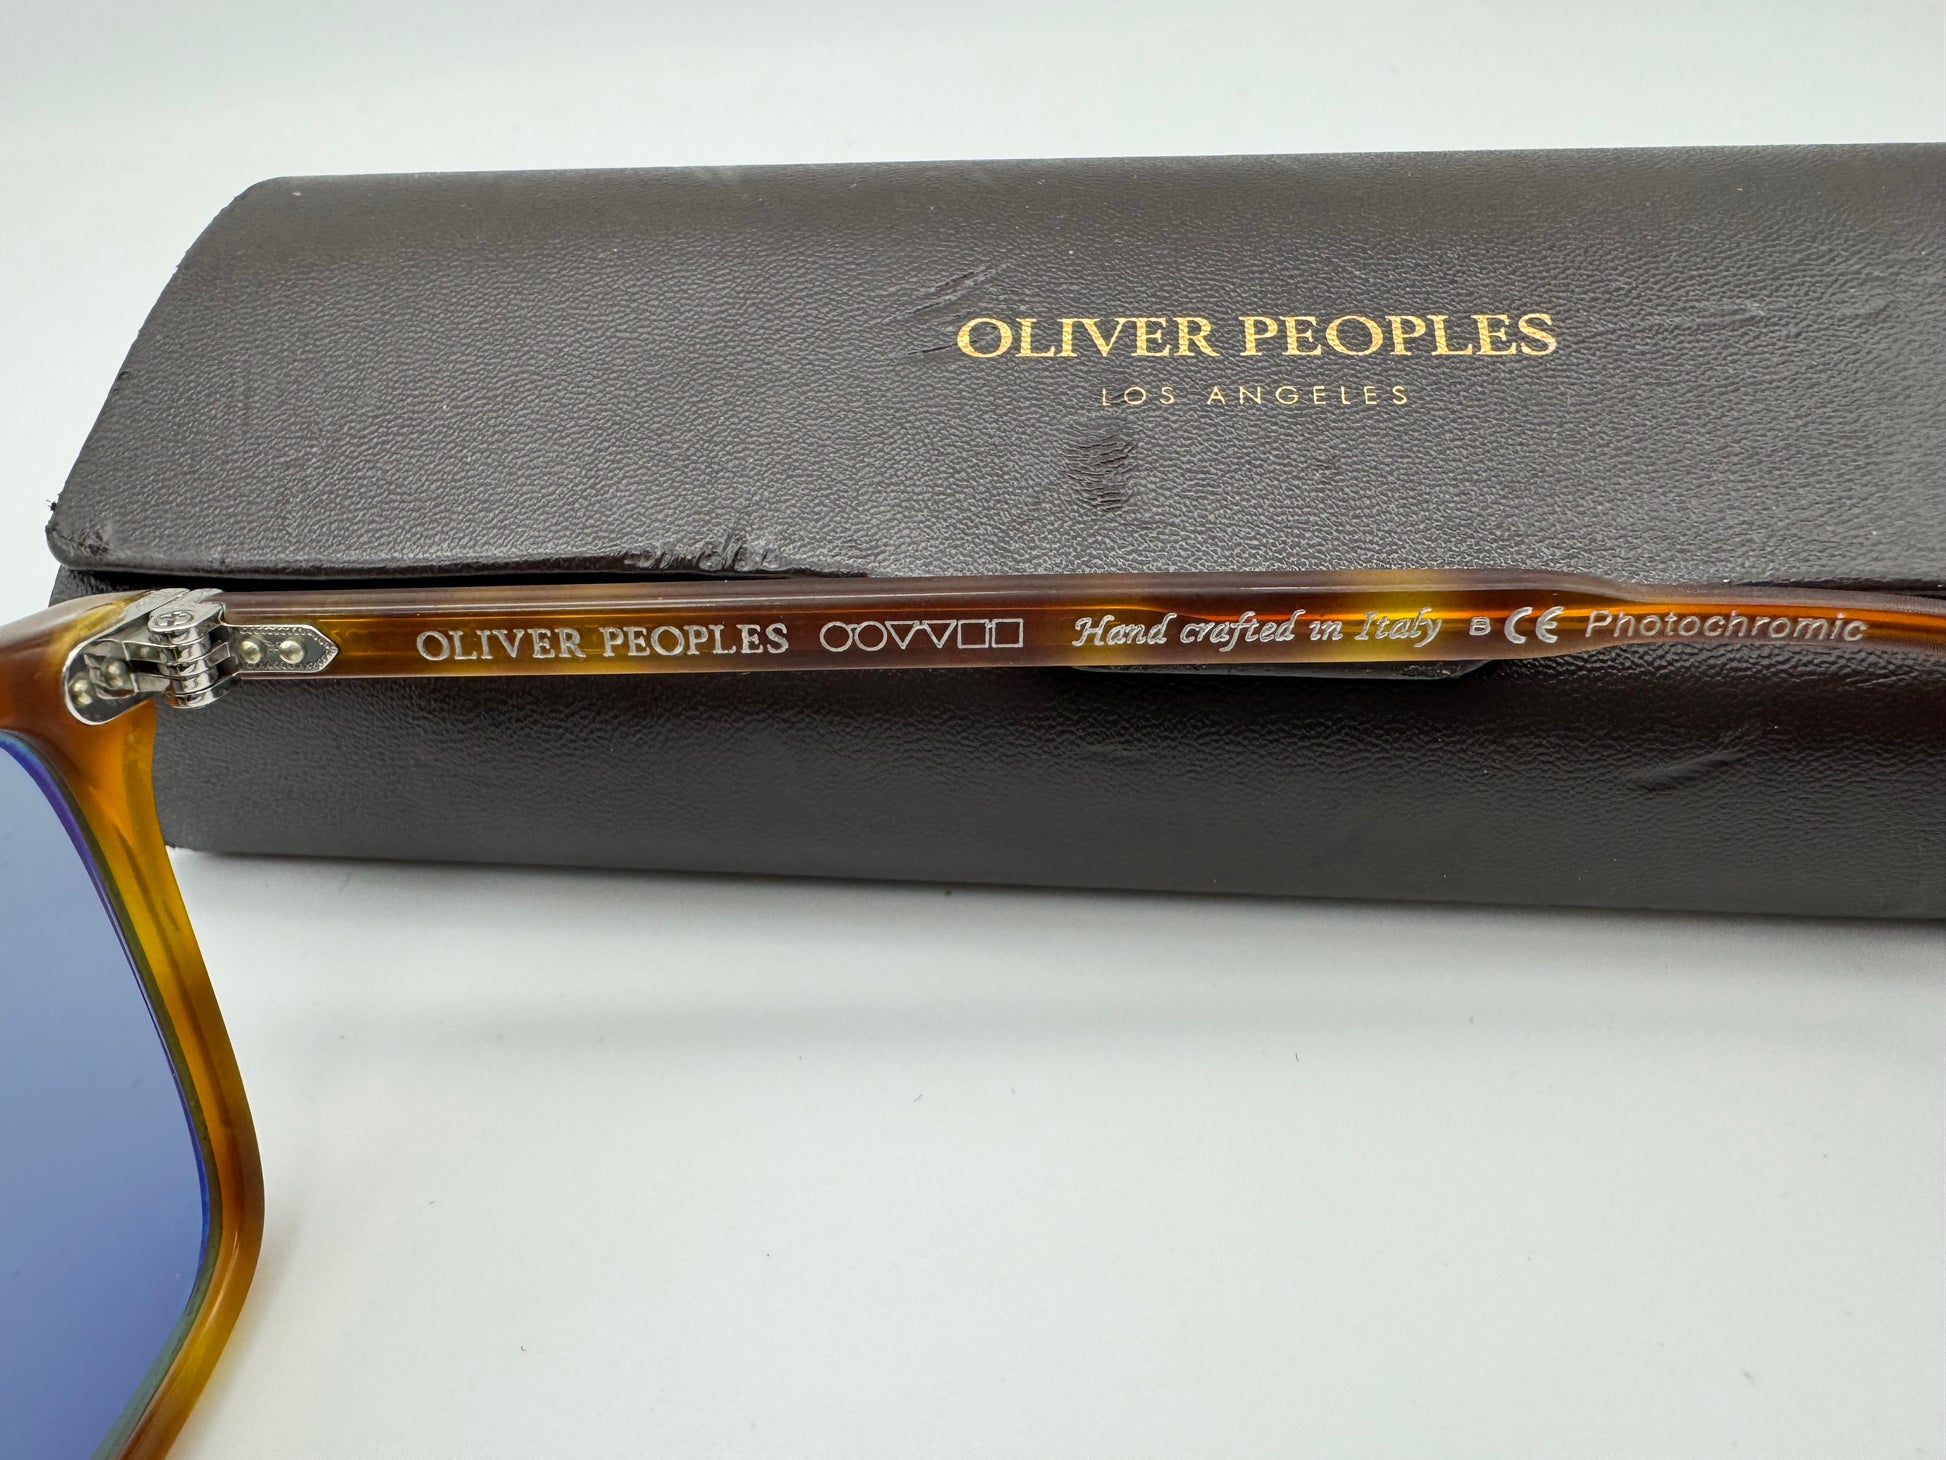 OLIVER PEOPLES
LOS ANGELES
OLIVER PEOPLES Hand crafted in Italy B CE Photochromic